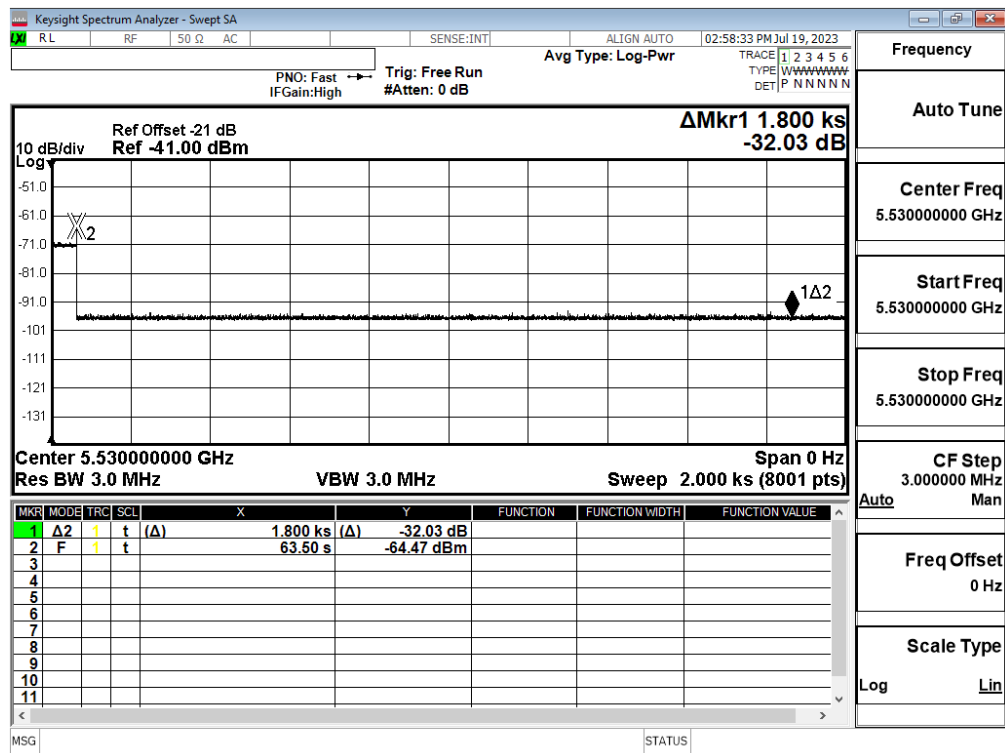 Keysight Spectrum Analyzer - Swept SA
LXI RL RF 50 Ω AC SENSE:INT ALIGN AUTO 02:58:33 PM Jul 19, 2023
PNO: Fast Trig: Free Run Avg Type: Log-Pwr TRACE 1 2 3 4 5 6
IFGain:High #Atten: 0 dB TYPE WWWWWW
DET P N N N N N
Ref Offset -21 dB ΔMkr1 1.800 ks
10 dB/div Ref -41.00 dBm -32.03 dB
Log
-51.0
-61.0
2
-71.0
-81.0
-91.0
1Δ2
-101
-111
-121
-131
Center 5.530000000 GHz Span 0 Hz
Res BW 3.0 MHz VBW 3.0 MHz Sweep 2.000 ks (8001 pts)
MKR MODE TRC SCL X Y FUNCTION FUNCTION WIDTH FUNCTION VALUE
1 Δ2 1 t (Δ) 1.800 ks (Δ) -32.03 dB
2 F 1 t 63.50 s -64.47 dBm
3
4
5
6
7
8
9
10
11
MSG STATUS
Frequency
Auto Tune
Center Freq
5.530000000 GHz
Start Freq
5.530000000 GHz
Stop Freq
5.530000000 GHz
CF Step
3.000000 MHz
Auto Man
Freq Offset
0 Hz
Scale Type
Log Lin